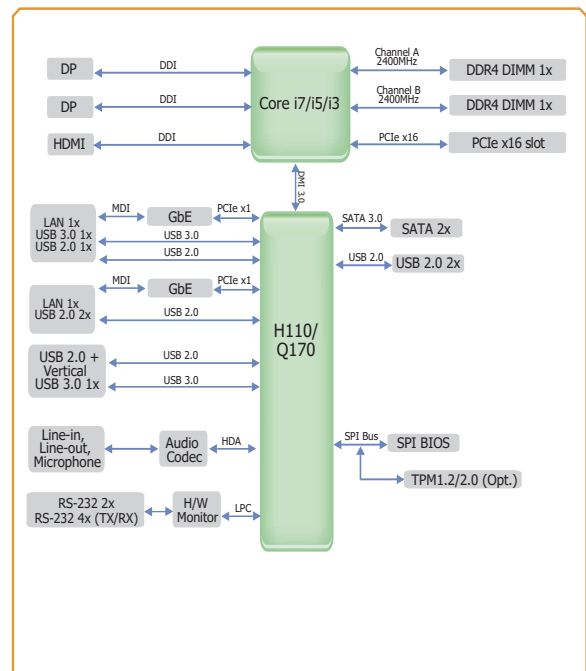 DP
DDI
DP
DDI
HDMI
DDI
Core i7/i5/i3
Channel A
2400MHz
DDR4 DIMM 1x
Channel B
2400MHz
DDR4 DIMM 1x
PCIe x16
PCIe x16 slot
DMI 3.0
LAN 1x
USB 3.0 1x
USB 2.0 1x
MDI
GbE
PCIe x1
USB 3.0
USB 2.0
LAN 1x
USB 2.0 2x
MDI
GbE
PCIe x1
USB 2.0
USB 2.0 +
Vertical
USB 3.0 1x
USB 2.0
USB 3.0
Line-in,
Line-out,
Microphone
Audio
Codec
HDA
RS-232 2x
RS-232 4x (TX/RX)
H/W
Monitor
LPC
H110/
Q170
SATA 3.0
SATA 2x
USB 2.0
USB 2.0 2x
SPI Bus
SPI BIOS
TPM1.2/2.0 (Opt.)